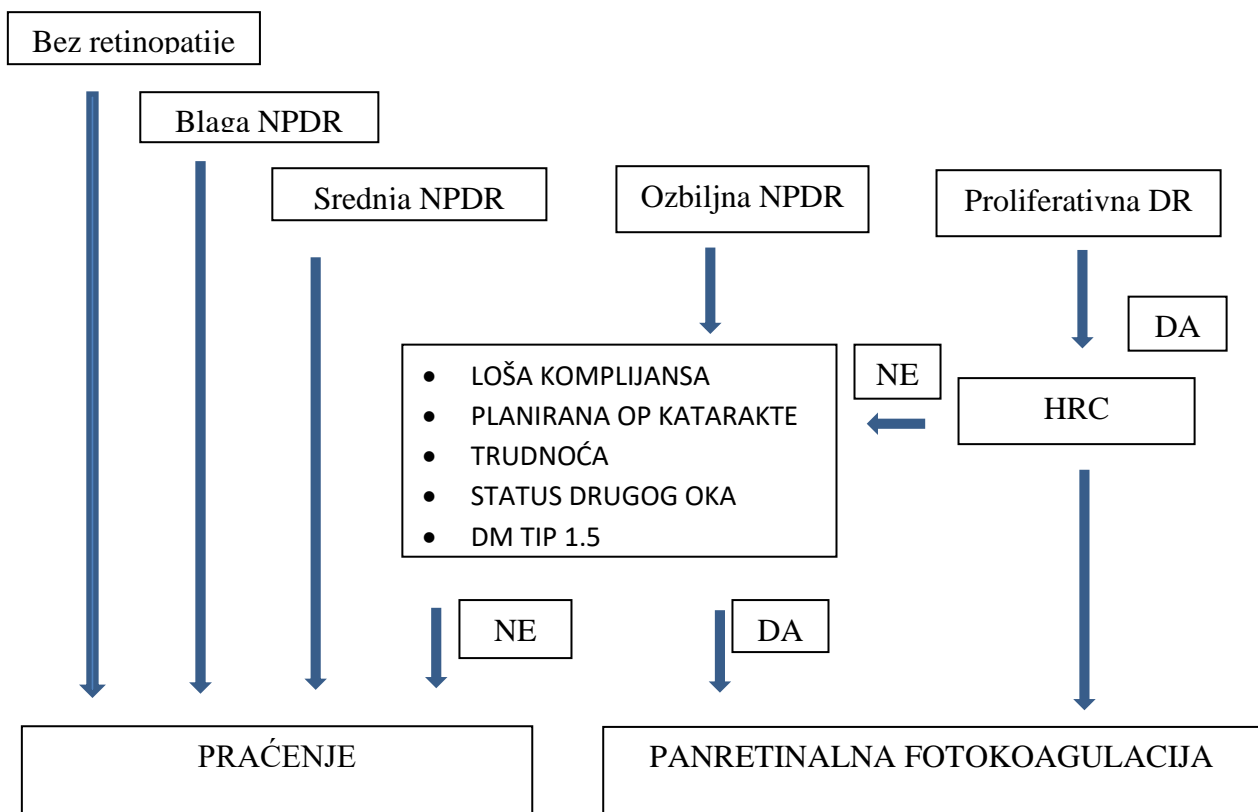 Bez retinopatije
Blaga NPDR
Srednja NPDR
Ozbiljna NPDR
Proliferativna DR
DA
NE
HRC
• LOŠA KOMPLIJANSA
• PLANIRANA OP KATARAKTE
• TRUDNOĆA
• STATUS DRUGOG OKA
• DM TIP 1.5
NE
DA
PRAĆENJE
PANRETINALNA FOTOKOAGULACIJA